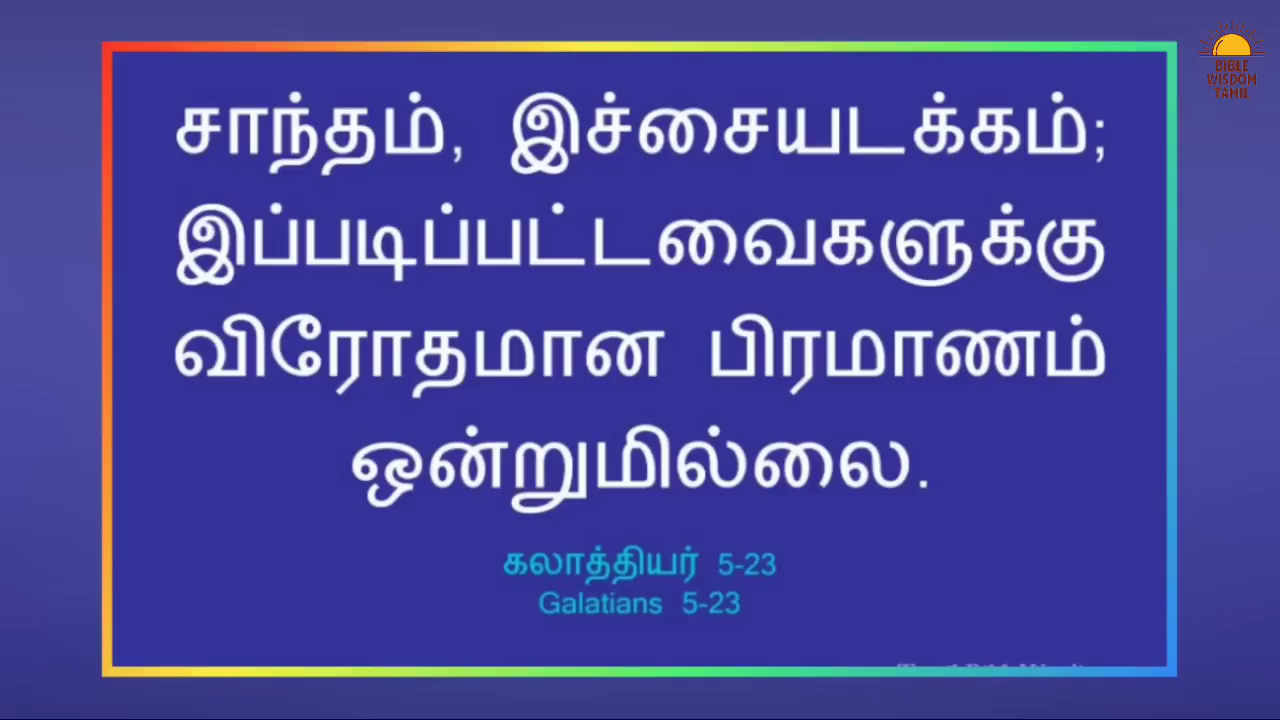 சாந்தம், இச்சையடக்கம்;
இப்படிப்பட்டவைகளுக்கு
விரோதமான பிரமாணம்
ஒன்றுமில்லை.
கலாத்தியர் 5-23
Galatians 5-23
BIBLE
WISDOM
TAMIL